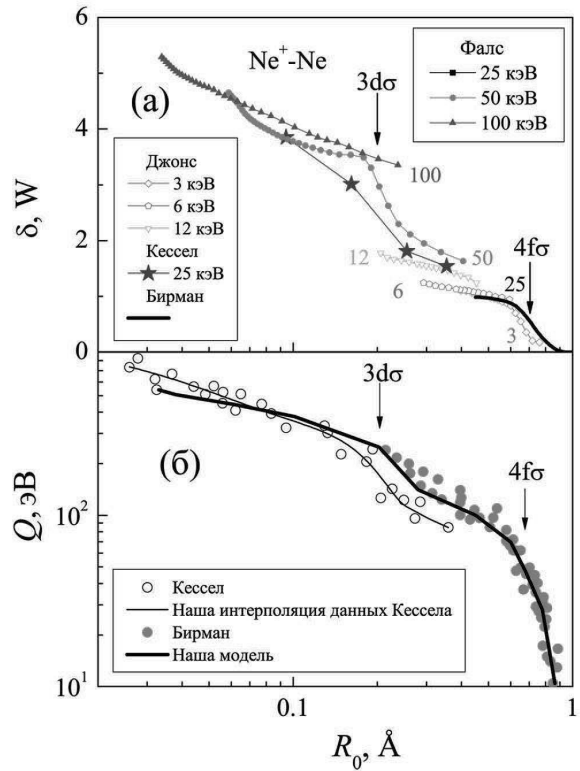 6
(а)
Ne⁺-Ne
3dσ
Фалс
25 кэВ
50 кэВ
100 кэВ
4
δ, W
Джонс
3 кэВ
6 кэВ
12 кэВ
Кессел
25 кэВ
Бирман
100
2
12
50
4fσ
6
25
3
0
3dσ
(б)
4fσ
Q, эВ
10²
Кессел
Наша интерполяция данных Кессела
Бирман
Наша модель
10¹
0.1
1
R₀, Å